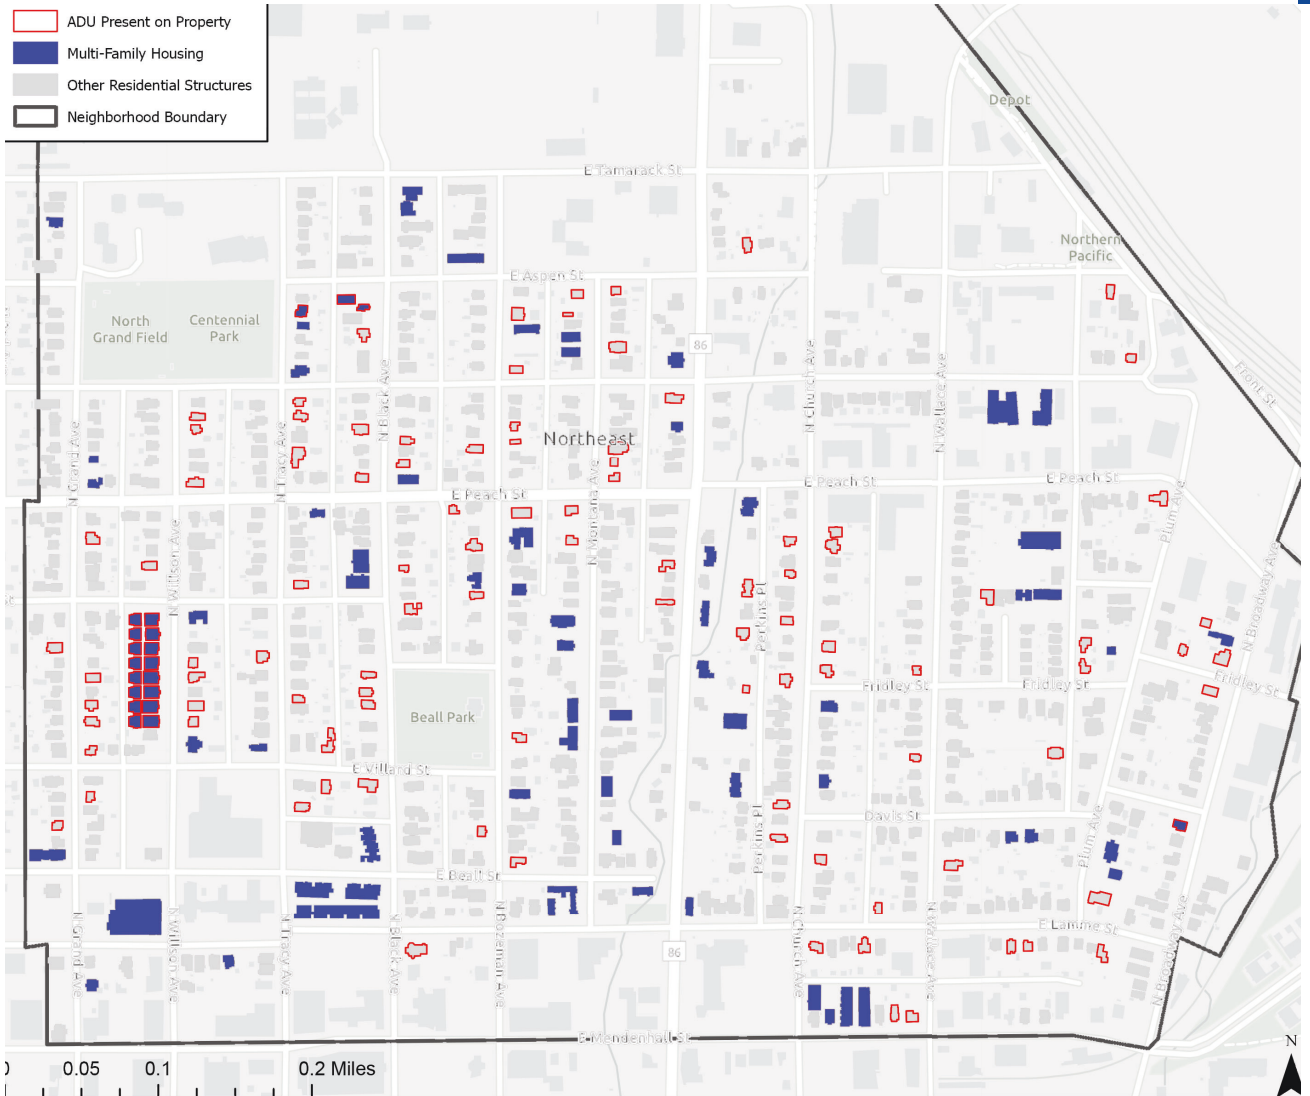 ADU Present on Property
Multi-Family Housing
Other Residential Structures
Neighborhood Boundary
Depot
E Tamarack St
Northern
Pacific
E Aspen St
North
Grand Field
Centennial
Park
86
Front St
N Black Ave
N Church Ave
N Wallace Ave
N Grand Ave
N Tracy Ave
Northeast
E Peach St
E Peach St
E Peach St
N Montana Ave
Plum Ave
N Willson Ave
Perkins Pl
N Broadway Ave
Fridley St
Fridley St
Fridley St
Beall Park
E Villard St
Davis St
Perkins Pl
Plum Ave
E Beall St
N Grand Ave
N Willson Ave
N Tracy Ave
N Black Ave
N Bozeman Ave
N Church Ave
N Wallace Ave
E Lamme St
N Broadway Ave
86
E Mendenhall St
N
0 0.05 0.1 0.2 Miles